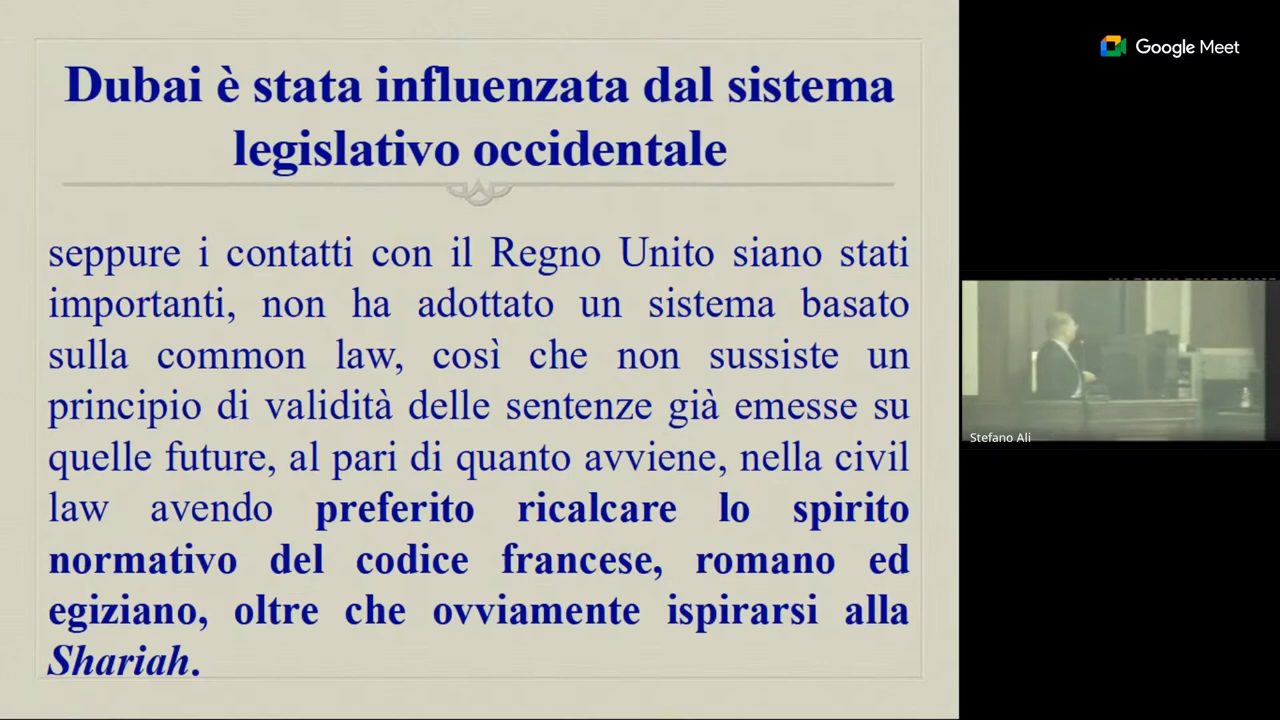 Dubai è stata influenzata dal sistema
legislativo occidentale
seppure i contatti con il Regno Unito siano stati
importanti, non ha adottato un sistema basato
sulla common law, così che non sussiste un
principio di validità delle sentenze già emesse su
quelle future, al pari di quanto avviene, nella civil
law avendo preferito ricalcare lo spirito
normativo del codice francese, romano ed
egiziano, oltre che ovviamente ispirarsi alla
Shariah.
Google Meet
Stefano Ali